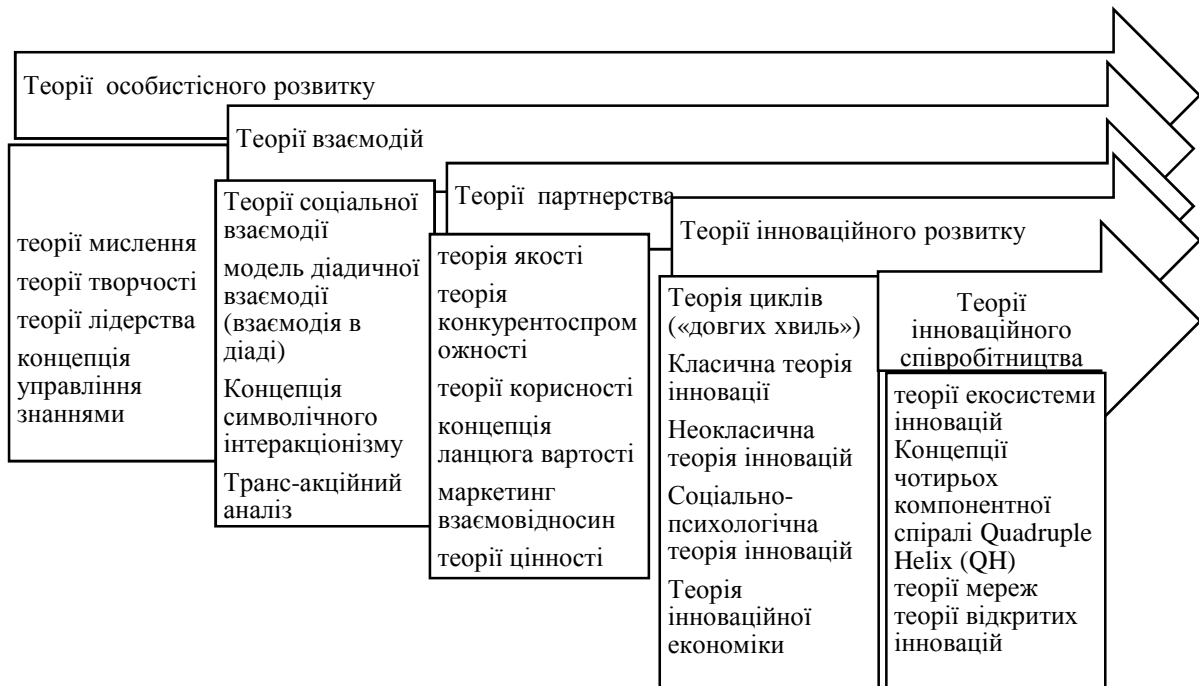 Теорії особистісного розвитку
теорії мислення
теорії творчості
теорії лідерства
концепція
управління
знаннями
Теорії взаємодій
Теорії соціальної
взаємодії
модель діадичної
взаємодії
(взаємодія в
діаді)
Концепція
символічного
інтеракціонізму
Транс-акційний
аналіз
Теорії партнерства
теорія якості
теорія
конкурентоспром
ожності
теорії корисності
концепція
ланцюга вартості
маркетинг
взаємовідносин
теорії цінності
Теорії інноваційного розвитку
Теорія циклів
(«довгих хвиль»)
Класична теорія
інновації
Неокласична
теорія інновацій
Соціально-
психологічна
теорія інновацій
Теорія
інноваційної
економіки
Теорії
інноваційного
співробітництва
теорії екосистеми
інновацій
Концепції
чотирьох
компонентної
спіралі Quadruple
Helix (QH)
теорії мереж
теорії відкритих
інновацій